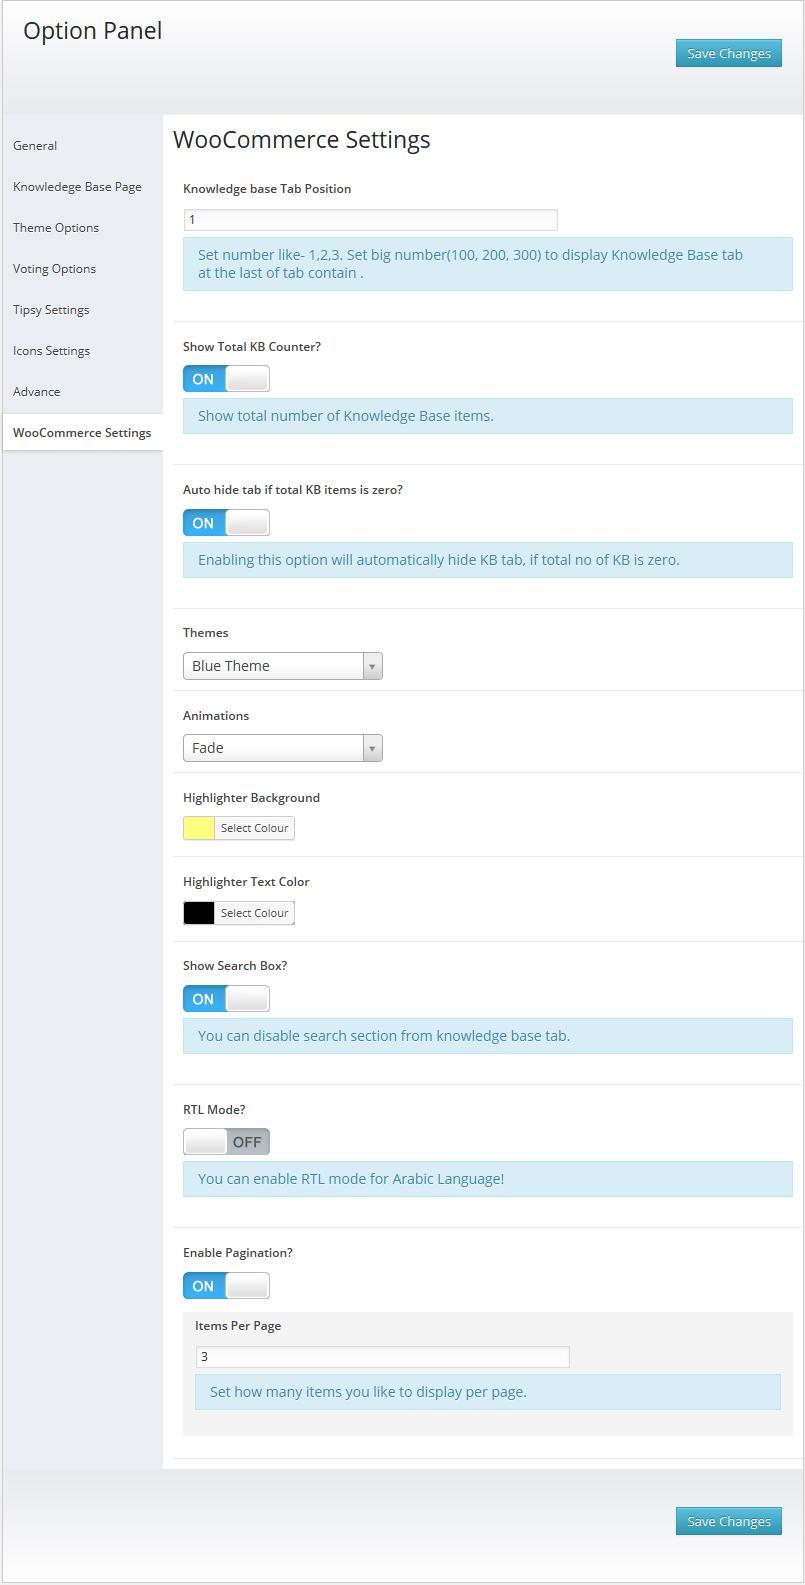 Option Panel
Save Changes
General
Knowledege Base Page
Theme Options
Voting Options
Tipsy Settings
Icons Settings
Advance
WooCommerce Settings
WooCommerce Settings
Knowledge base Tab Position
1
Set number like- 1,2,3. Set big number(100, 200, 300) to display Knowledge Base tab
at the last of tab contain .
Show Total KB Counter?
ON
Show total number of Knowledge Base items.
Auto hide tab if total KB items is zero?
ON
Enabling this option will automatically hide KB tab, if total no of KB is zero.
Themes
Blue Theme
Animations
Fade
Highlighter Background
Select Colour
Highlighter Text Color
Select Colour
Show Search Box?
ON
You can disable search section from knowledge base tab.
RTL Mode?
OFF
You can enable RTL mode for Arabic Language!
Enable Pagination?
ON
Items Per Page
3
Set how many items you like to display per page.
Save Changes